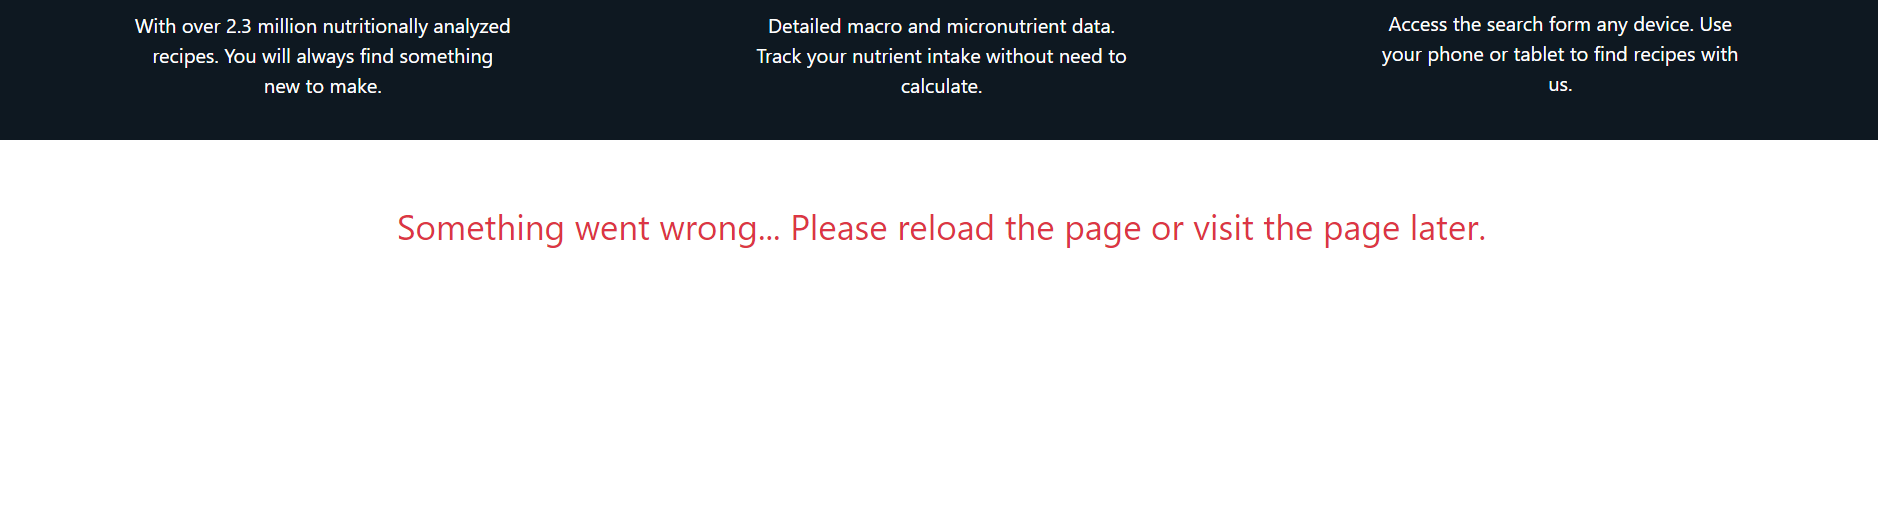 With over 2.3 million nutritionally analyzed
recipes. You will always find something
new to make.
Detailed macro and micronutrient data.
Track your nutrient intake without need to
calculate.
Access the search form any device. Use
your phone or tablet to find recipes with
us.
Something went wrong... Please reload the page or visit the page later.